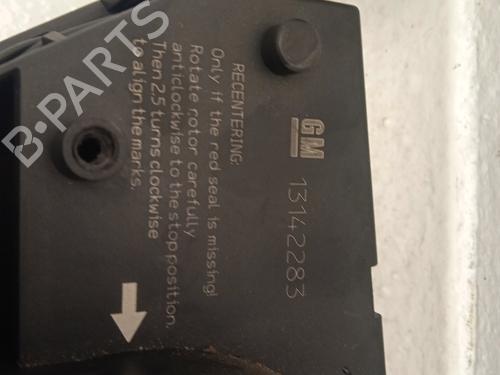 RECENTERING:
Only if the red seal is missing!
Rotate rotor carefully
anticlockwise to the stop position.
Then 2.5 turns clockwise
to align the marks.
GM
13142283
B-PARTS